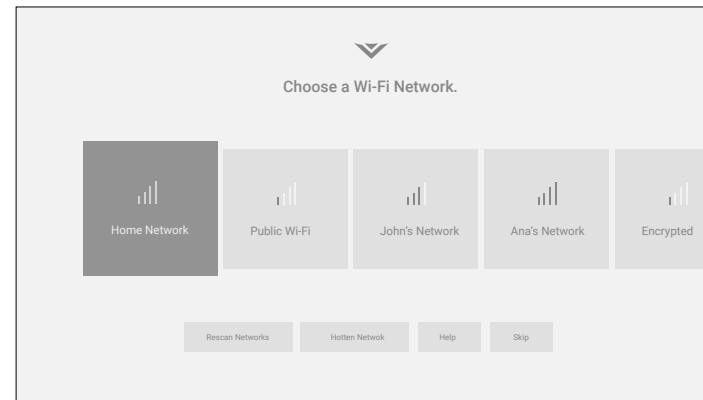 Choose a Wi-Fi Network.
Home Network
Public Wi-Fi
John's Network
Ana's Network
Encrypted
Rescan Networks
Hotten Netwok
Help
Skip